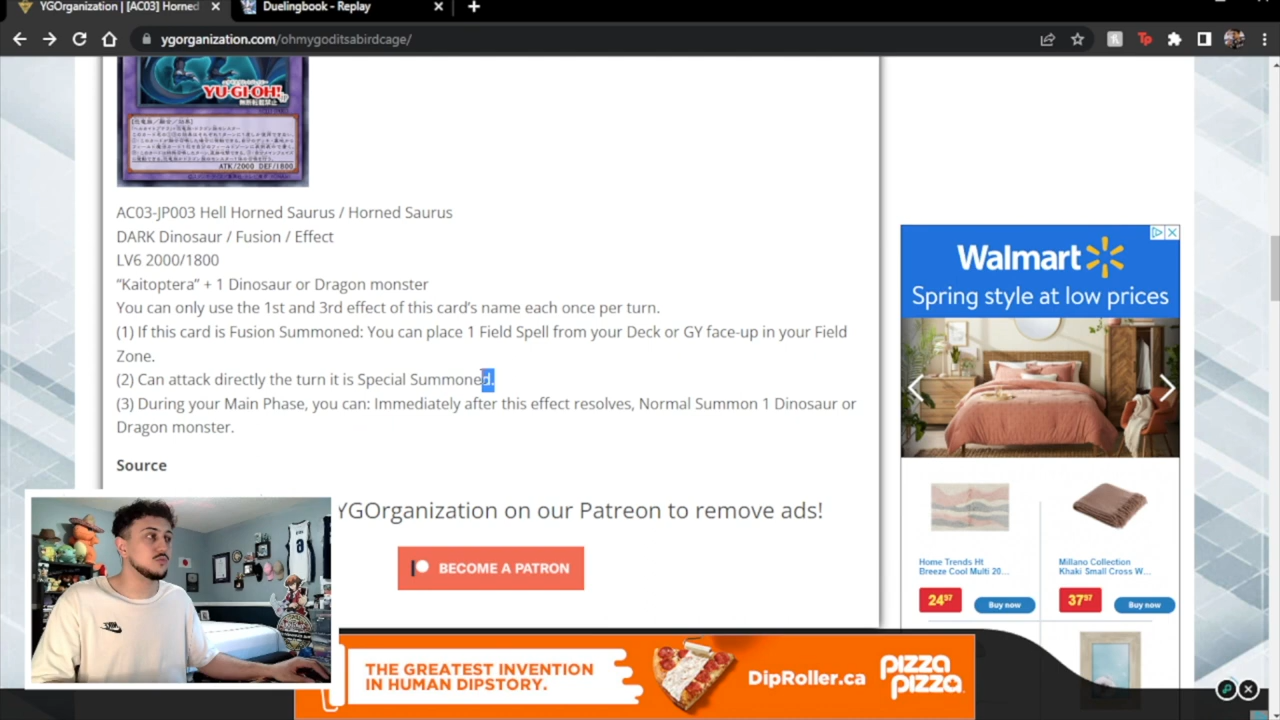 YGOrganization | [AC03] Horned
Duelingbook - Replay
ygorganization.com/ohmygoditsabirdcage/
YU-GI-OH!
ATK/2000 DEF/1800
AC03-JP003 Hell Horned Saurus / Horned Saurus
DARK Dinosaur / Fusion / Effect
LV6 2000/1800
“Kaitoptera” + 1 Dinosaur or Dragon monster
You can only use the 1st and 3rd effect of this card’s name each once per turn.
(1) If this card is Fusion Summoned: You can place 1 Field Spell from your Deck or GY face-up in your Field
Zone.
(2) Can attack directly the turn it is Special Summoned.
(3) During your Main Phase, you can: Immediately after this effect resolves, Normal Summon 1 Dinosaur or
Dragon monster.
Source
YGOrganization on our Patreon to remove ads!
BECOME A PATRON
Walmart
Spring style at low prices
Home Trends Ht
Breeze Cool Multi 20...
24⁹⁷
Buy now
Millano Collection
Khaki Small Cross W...
37⁹⁷
Buy now
THE GREATEST INVENTION
IN HUMAN DIPSTORY.
DipRoller.ca
pizza
pizza